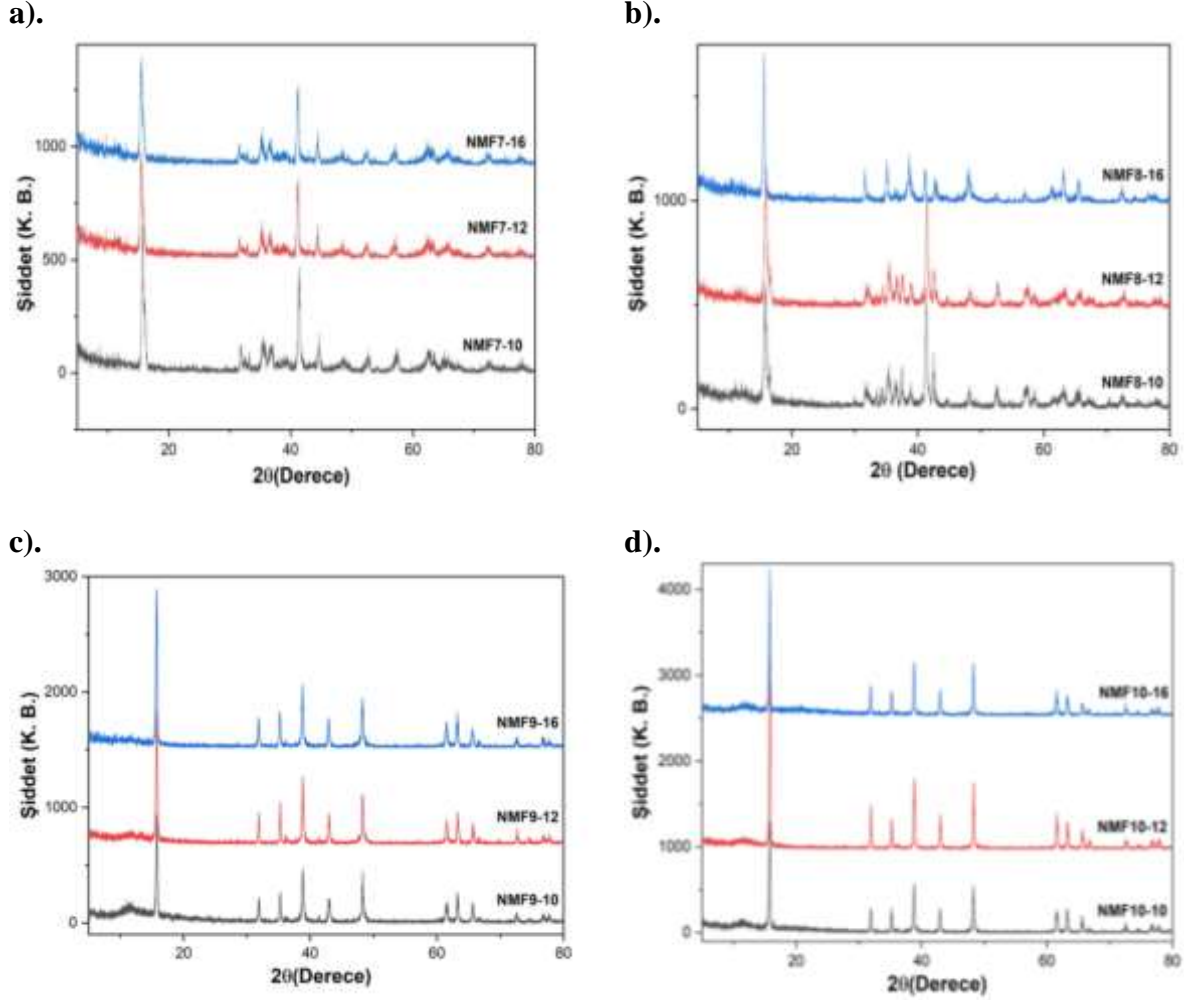 a).
1000
500
0
Şiddet (K. B.)
NMF7-16
NMF7-12
NMF7-10
20
40
60
80
2θ(Derece)
b).
1000
0
Şiddet (K. B.)
NMF8-16
NMF8-12
NMF8-10
20
40
60
80
2θ (Derece)
c).
3000
2000
1000
0
Şiddet (K. B.)
NMF9-16
NMF9-12
NMF9-10
20
40
60
80
2θ(Derece)
d).
4000
3000
2000
1000
0
Şiddet (K. B.)
NMF10-16
NMF10-12
NMF10-10
20
40
60
80
2θ(Derece)